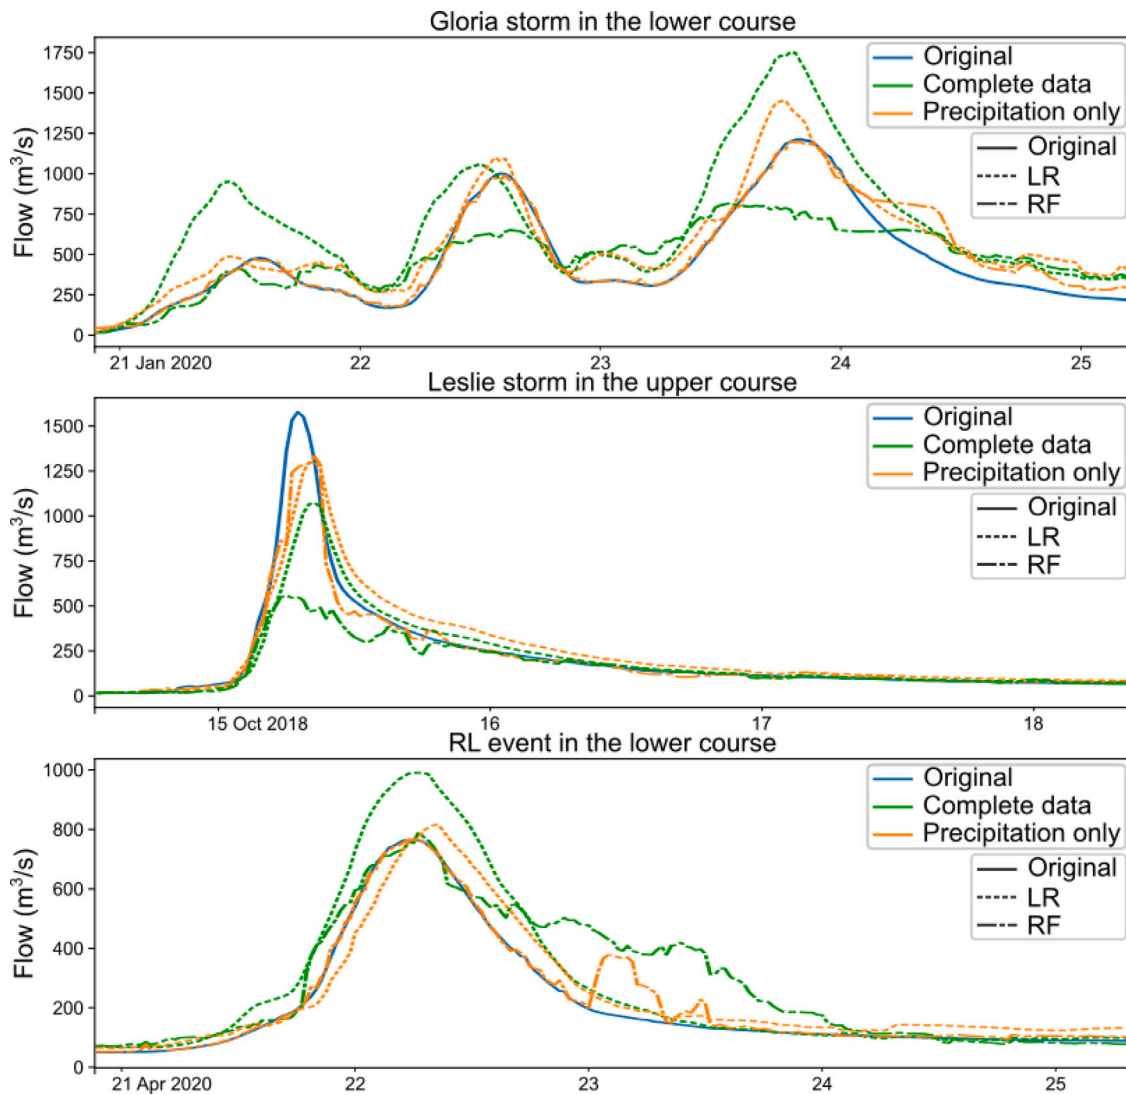 Gloria storm in the lower course
Flow (m³/s)
1750
1500
1250
1000
750
500
250
0
Original
Complete data
Precipitation only
Original
LR
RF
21 Jan 2020
22
23
24
25
Leslie storm in the upper course
Flow (m³/s)
1500
1250
1000
750
500
250
0
Original
Complete data
Precipitation only
Original
LR
RF
15 Oct 2018
16
17
18
RL event in the lower course
Flow (m³/s)
1000
800
600
400
200
0
Original
Complete data
Precipitation only
Original
LR
RF
21 Apr 2020
22
23
24
25